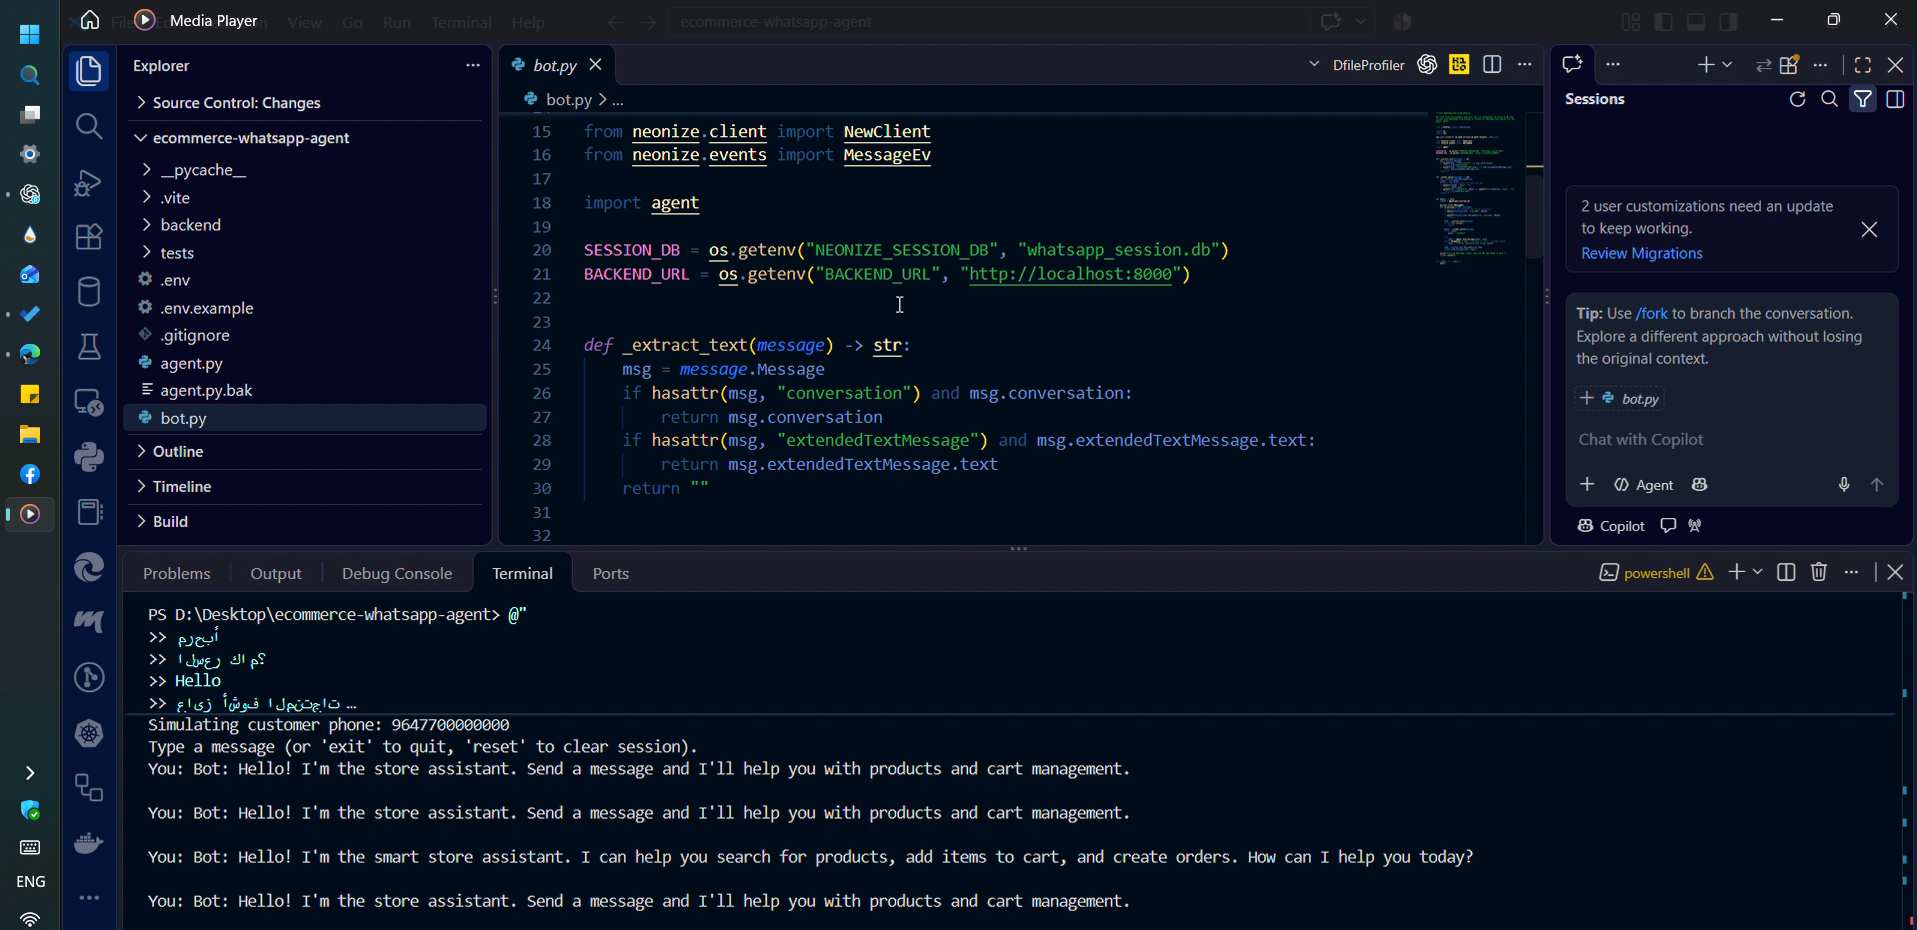 Media Player
File Edit Selection View Go Run Terminal Help
ecommerce-whatsapp-agent
Explorer
Source Control: Changes
ecommerce-whatsapp-agent
__pycache__
.vite
backend
tests
.env
.env.example
.gitignore
agent.py
agent.py.bak
bot.py
Outline
Timeline
Build
bot.py
DfileProfiler
bot.py > ...
15 from neonize.client import NewClient
16 from neonize.events import MessageEv
17
18 import agent
19
20 SESSION_DB = os.getenv("NEONIZE_SESSION_DB", "whatsapp_session.db")
21 BACKEND_URL = os.getenv("BACKEND_URL", "http://localhost:8000")
22
23
24 def _extract_text(message) -> str:
25 msg = message.Message
26 if hasattr(msg, "conversation") and msg.conversation:
27 return msg.conversation
28 if hasattr(msg, "extendedTextMessage") and msg.extendedTextMessage.text:
29 return msg.extendedTextMessage.text
30 return ""
31
32
Sessions
2 user customizations need an update
to keep working.
Review Migrations
Tip: Use /fork to branch the conversation.
Explore a different approach without losing
the original context.
bot.py
Chat with Copilot
Agent
Copilot
Problems
Output
Debug Console
Terminal
Ports
powershell
PS D:\Desktop\ecommerce-whatsapp-agent> @"
>> 
>> 
>> Hello
>> ...
Simulating customer phone: 9647700000000
Type a message (or 'exit' to quit, 'reset' to clear session).
You: Bot: Hello! I'm the store assistant. Send a message and I'll help you with products and cart management.
You: Bot: Hello! I'm the store assistant. Send a message and I'll help you with products and cart management.
You: Bot: Hello! I'm the smart store assistant. I can help you search for products, add items to cart, and create orders. How can I help you today?
You: Bot: Hello! I'm the store assistant. Send a message and I'll help you with products and cart management.
ENG